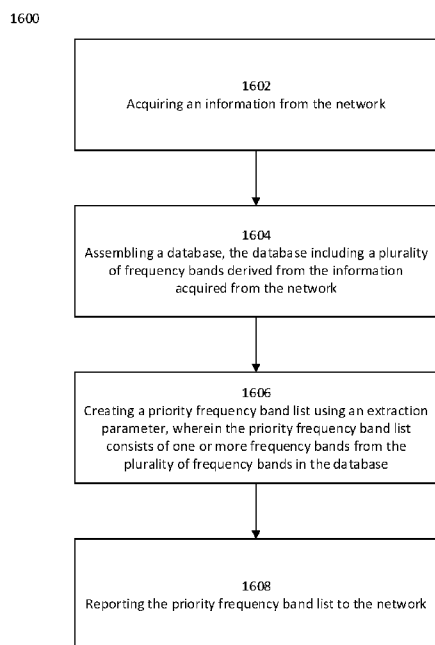 1600
1602
Acquiring an information from the network
1604
Assembling a database, the database including a plurality
of frequency bands derived from the information
acquired from the network
1606
Creating a priority frequency band list using an extraction
parameter, wherein the priority frequency band list
consists of one or more frequency bands from the
plurality of frequency bands in the database
1608
Reporting the priority frequency band list to the network